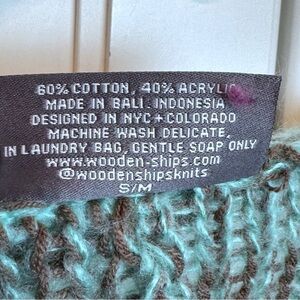 60% COTTON, 40% ACRYLIC
MADE IN BALI. INDONESIA
DESIGNED IN NYC + COLORADO
MACHINE WASH DELICATE,
IN LAUNDRY BAG, GENTLE SOAP ONLY
www.wooden-ships.com
@woodenshipsknits
S/M